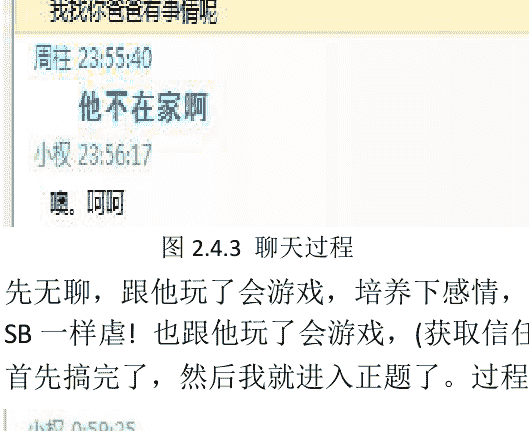 我找你爸爸有事情呢
周柱 23:55:40
他不在家啊
小权 23:56:17
噢。呵呵
图 2.4.3 聊天过程
先无聊，跟他玩了会游戏，培养下感情，
SB 一样虐！也跟他玩了会游戏，(获取信任
首先搞完了，然后我就进入正题了。过程
小权 0:59:25